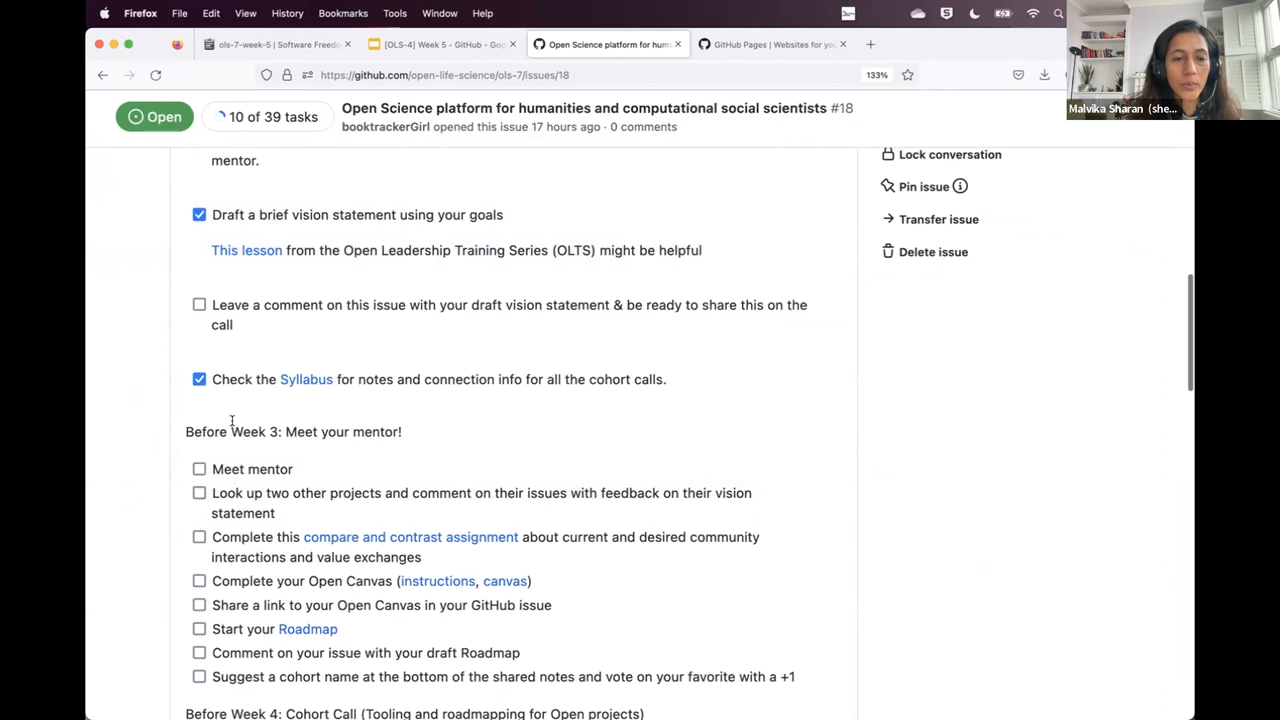 Firefox File Edit View History Bookmarks Tools Window Help
ols-7-week-5 | Software Freedo
[OLS-4] Week 5 - GitHub - Goo
Open Science platform for huma
GitHub Pages | Websites for yo
https://github.com/open-life-science/ols-7/issues/18
133%
Malvika Sharan (she...
Open
10 of 39 tasks
Open Science platform for humanities and computational social scientists #18
booktrackerGirl opened this issue 17 hours ago · 0 comments
mentor.
Draft a brief vision statement using your goals
This lesson from the Open Leadership Training Series (OLTS) might be helpful
Leave a comment on this issue with your draft vision statement & be ready to share this on the
call
Check the Syllabus for notes and connection info for all the cohort calls.
Before Week 3: Meet your mentor!
Meet mentor
Look up two other projects and comment on their issues with feedback on their vision
statement
Complete this compare and contrast assignment about current and desired community
interactions and value exchanges
Complete your Open Canvas (instructions, canvas)
Share a link to your Open Canvas in your GitHub issue
Start your Roadmap
Comment on your issue with your draft Roadmap
Suggest a cohort name at the bottom of the shared notes and vote on your favorite with a +1
Before Week 4: Cohort Call (Tooling and roadmapping for Open projects)
Lock conversation
Pin issue
Transfer issue
Delete issue